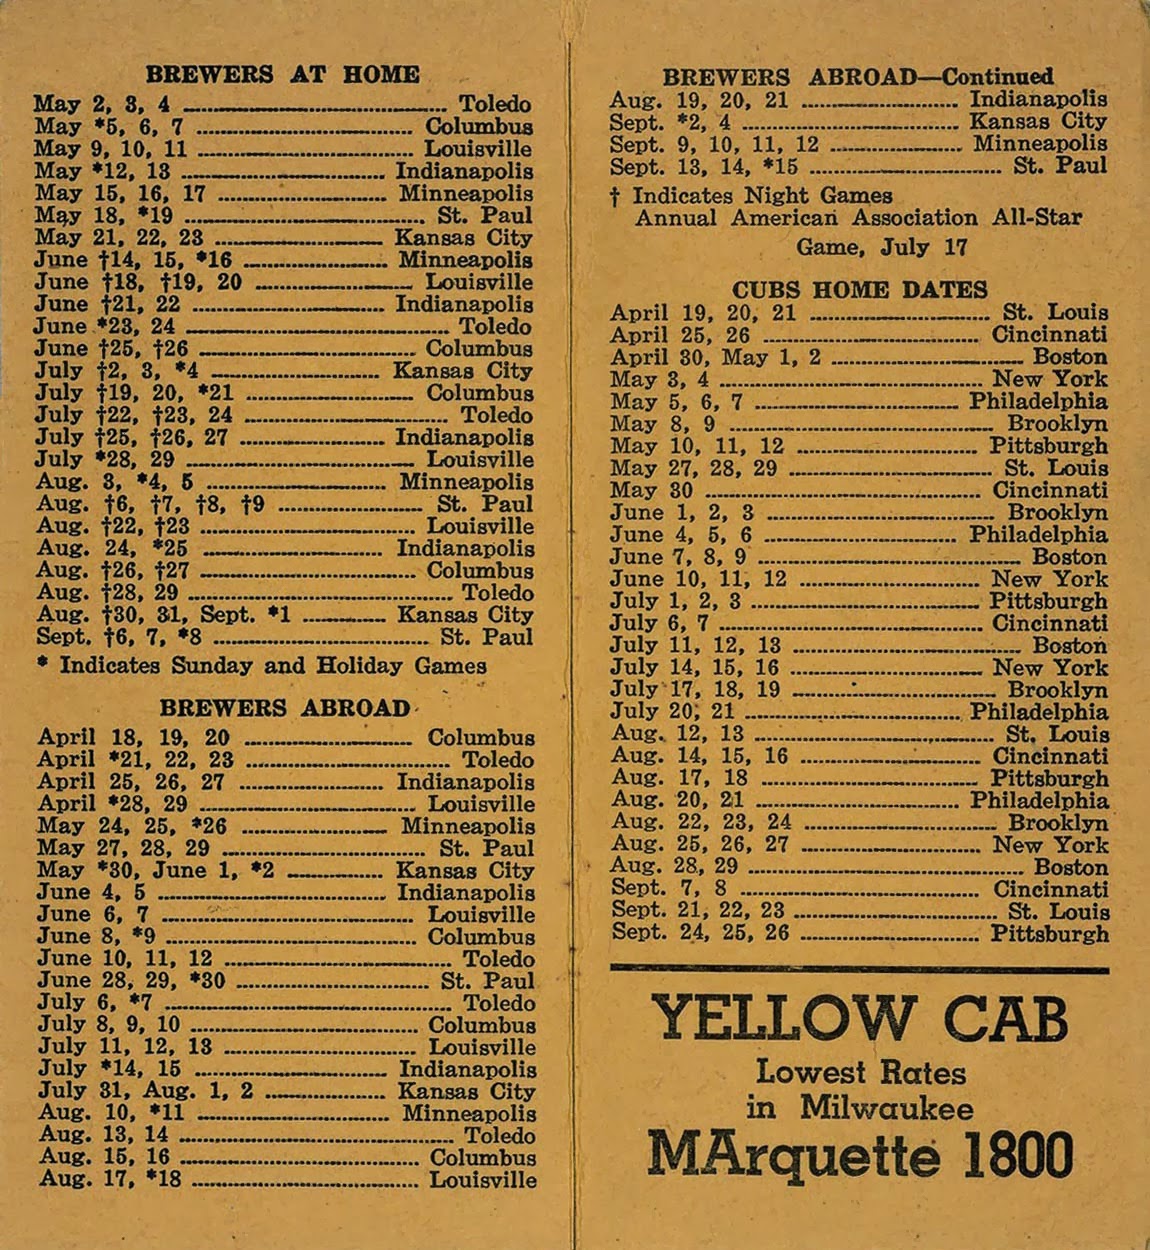 BREWERS AT HOME
May 2, 3, 4 Toledo
May *5, 6, 7 Columbus
May 9, 10, 11 Louisville
May *12, 13 Indianapolis
May 15, 16, 17 Minneapolis
May 18, *19 St. Paul
May 21, 22, 23 Kansas City
June †14, 15, *16 Minneapolis
June †18, †19, 20 Louisville
June †21, 22 Indianapolis
June *23, 24 Toledo
June †25, †26 Columbus
July †2, 3, *4 Kansas City
July †19, 20, *21 Columbus
July †22, †23, 24 Toledo
July †25, †26, 27 Indianapolis
July *28, 29 Louisville
Aug. 3, *4, 5 Minneapolis
Aug. †6, †7, †8, †9 St. Paul
Aug. †22, †23 Louisville
Aug. 24, *25 Indianapolis
Aug. †26, †27 Columbus
Aug. †28, 29 Toledo
Aug. †30, 31, Sept. *1 Kansas City
Sept. †6, 7, *8 St. Paul
* Indicates Sunday and Holiday Games
BREWERS ABROAD
April 18, 19, 20 Columbus
April *21, 22, 23 Toledo
April 25, 26, 27 Indianapolis
April *28, 29 Louisville
May 24, 25, *26 Minneapolis
May 27, 28, 29 St. Paul
May *30, June 1, *2 Kansas City
June 4, 5 Indianapolis
June 6, 7 Louisville
June 8, *9 Columbus
June 10, 11, 12 Toledo
June 28, 29, *30 St. Paul
July 6, *7 Toledo
July 8, 9, 10 Columbus
July 11, 12, 13 Louisville
July *14, 15 Indianapolis
July 31, Aug. 1, 2 Kansas City
Aug. 10, *11 Minneapolis
Aug. 13, 14 Toledo
Aug. 15, 16 Columbus
Aug. 17, *18 Louisville
BREWERS ABROAD—Continued
Aug. 19, 20, 21 Indianapolis
Sept. *2, 4 Kansas City
Sept. 9, 10, 11, 12 Minneapolis
Sept. 13, 14, *15 St. Paul
† Indicates Night Games
Annual American Association All-Star
Game, July 17
CUBS HOME DATES
April 19, 20, 21 St. Louis
April 25, 26 Cincinnati
April 30, May 1, 2 Boston
May 3, 4 New York
May 5, 6, 7 Philadelphia
May 8, 9 Brooklyn
May 10, 11, 12 Pittsburgh
May 27, 28, 29 St. Louis
May 30 Cincinnati
June 1, 2, 3 Brooklyn
June 4, 5, 6 Philadelphia
June 7, 8, 9 Boston
June 10, 11, 12 New York
July 1, 2, 3 Pittsburgh
July 6, 7 Cincinnati
July 11, 12, 13 Boston
July 14, 15, 16 New York
July 17, 18, 19 Brooklyn
July 20, 21 Philadelphia
Aug. 12, 13 St. Louis
Aug. 14, 15, 16 Cincinnati
Aug. 17, 18 Pittsburgh
Aug. 20, 21 Philadelphia
Aug. 22, 23, 24 Brooklyn
Aug. 25, 26, 27 New York
Aug. 28, 29 Boston
Sept. 7, 8 Cincinnati
Sept. 21, 22, 23 St. Louis
Sept. 24, 25, 26 Pittsburgh
YELLOW CAB
Lowest Rates
in Milwaukee
MArquette 1800